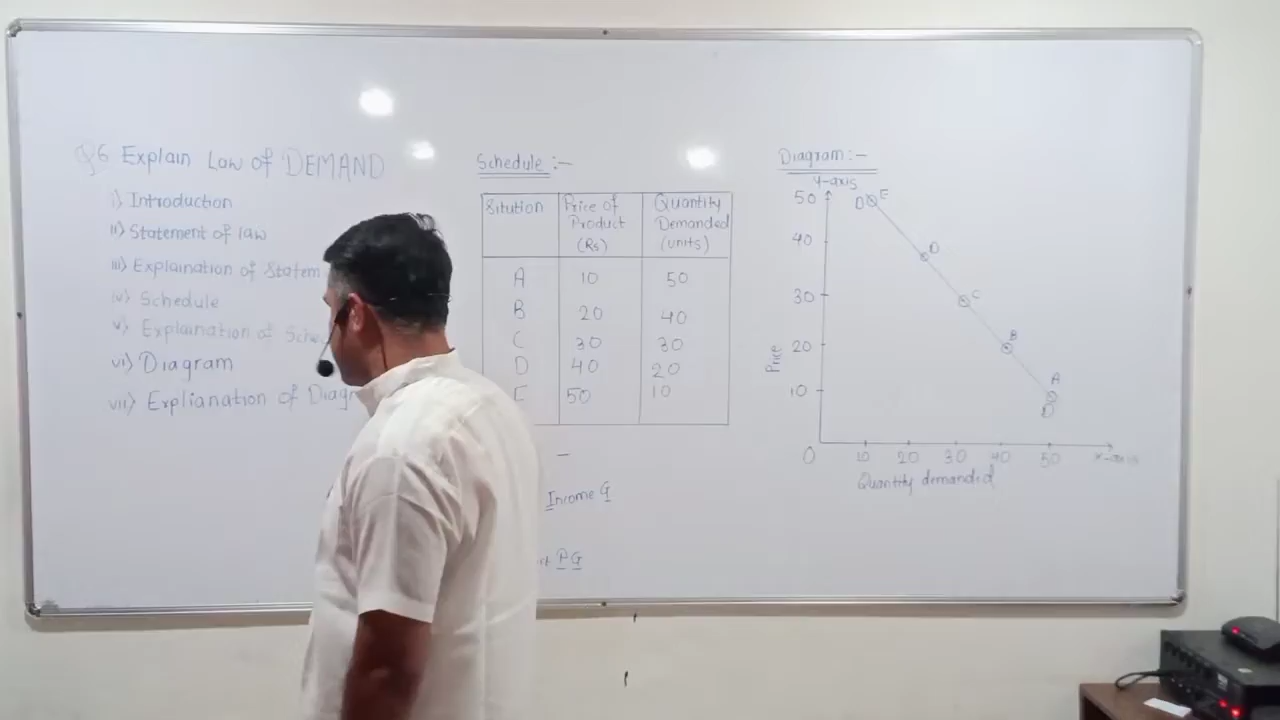 Q6 Explain Law of DEMAND
i) Introduction
ii) Statement of law
iii) Explaination of Statem
iv) Schedule
v) Explaination of Sche
vi) Diagram
vii) Explianation of Diagr
Schedule :-
Sitution Price of Product (Rs) Quantity Demanded (units)
A 10 50
B 20 40
C 30 30
D 40 20
E 50 10
Income G
P G
Diagram :-
Y-axis
50 D E
40 D
30 C
20 B
Price
10 A
D
0 10 20 30 40 50 X-axis
Quantity demanded